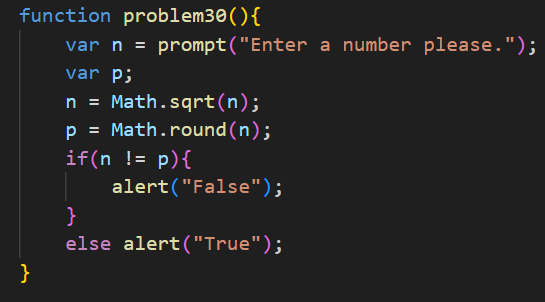 function problem30(){
    var n = prompt("Enter a number please.");
    var p;
    n = Math.sqrt(n);
    p = Math.round(n);
    if(n != p){
        alert("False");
    }
    else alert("True");
}